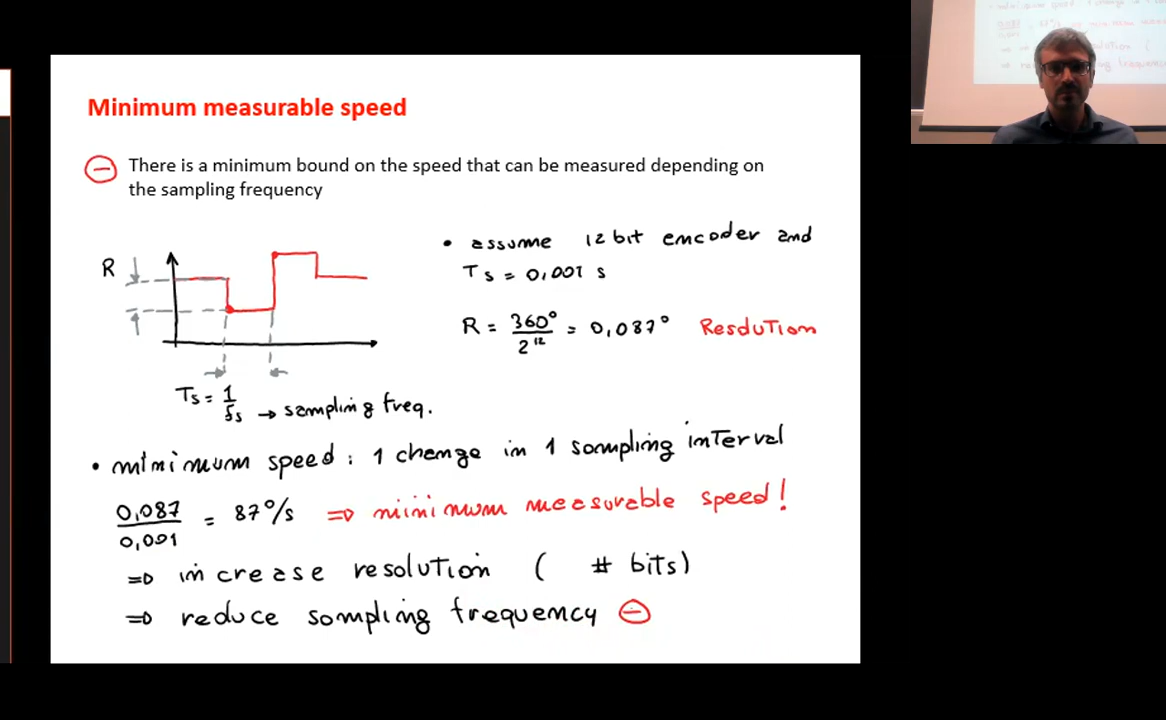 Minimum measurable speed
⊖ There is a minimum bound on the speed that can be measured depending on
the sampling frequency
R
Ts = 1/fs → sampling freq.
• assume 12 bit encoder and
Ts = 0,001 s
R = 360°/2^12 = 0,087° Resolution
• minimum speed: 1 change in 1 sampling interval
0,087/0,001 = 87°/s ⇒ minimum measurable speed!
⇒ increase resolution ( # bits)
⇒ reduce sampling frequency ⊖